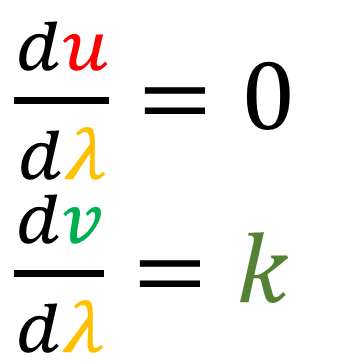 du/dλ = 0
dv/dλ = k